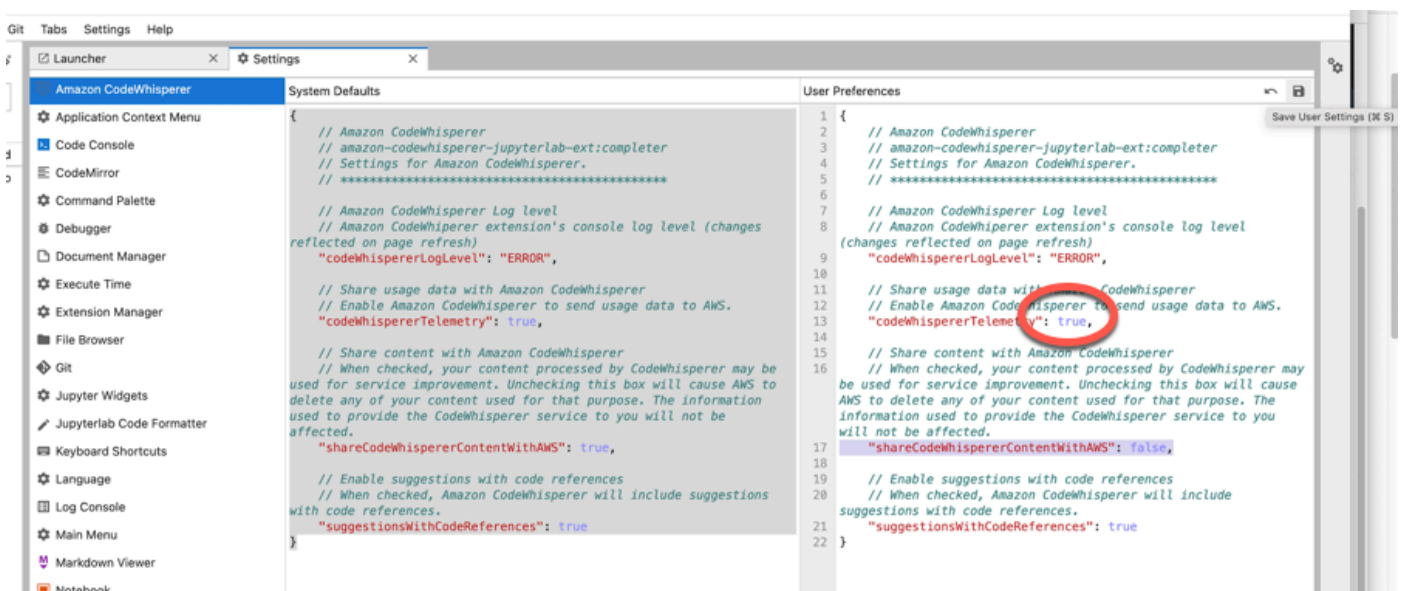 Git Tabs Settings Help
Launcher
Settings
Amazon CodeWhisperer
Application Context Menu
Code Console
CodeMirror
Command Palette
Debugger
Document Manager
Execute Time
Extension Manager
File Browser
Git
Jupyter Widgets
Jupyterlab Code Formatter
Keyboard Shortcuts
Language
Log Console
Main Menu
Markdown Viewer
Notebook
System Defaults
{
// Amazon CodeWhisperer
// amazon-codewhisperer-jupyterlab-ext:completer
// Settings for Amazon CodeWhisperer.
// ********************************************
// Amazon CodeWhisperer Log level
// Amazon CodeWhiperer extension's console log level (changes
reflected on page refresh)
"codeWhispererLogLevel": "ERROR",
// Share usage data with Amazon CodeWhisperer
// Enable Amazon CodeWhisperer to send usage data to AWS.
"codeWhispererTelemetry": true,
// Share content with Amazon CodeWhisperer
// When checked, your content processed by CodeWhisperer may be
used for service improvement. Unchecking this box will cause AWS to
delete any of your content used for that purpose. The information
used to provide the CodeWhisperer service to you will not be
affected.
"shareCodeWhispererContentWithAWS": true,
// Enable suggestions with code references
// When checked, Amazon CodeWhisperer will include suggestions
with code references.
"suggestionsWithCodeReferences": true
}
User Preferences
Save User Settings (⌘ S)
1 {
2 // Amazon CodeWhisperer
3 // amazon-codewhisperer-jupyterlab-ext:completer
4 // Settings for Amazon CodeWhisperer.
5 // ********************************************
6
7 // Amazon CodeWhisperer Log level
8 // Amazon CodeWhiperer extension's console log level
(changes reflected on page refresh)
9 "codeWhispererLogLevel": "ERROR",
10
11 // Share usage data with Amazon CodeWhisperer
12 // Enable Amazon CodeWhisperer to send usage data to AWS.
13 "codeWhispererTelemetry": true,
14
15 // Share content with Amazon CodeWhisperer
16 // When checked, your content processed by CodeWhisperer may
be used for service improvement. Unchecking this box will cause
AWS to delete any of your content used for that purpose. The
information used to provide the CodeWhisperer service to you
will not be affected.
17 "shareCodeWhispererContentWithAWS": false,
18
19 // Enable suggestions with code references
20 // When checked, Amazon CodeWhisperer will include
suggestions with code references.
21 "suggestionsWithCodeReferences": true
22 }